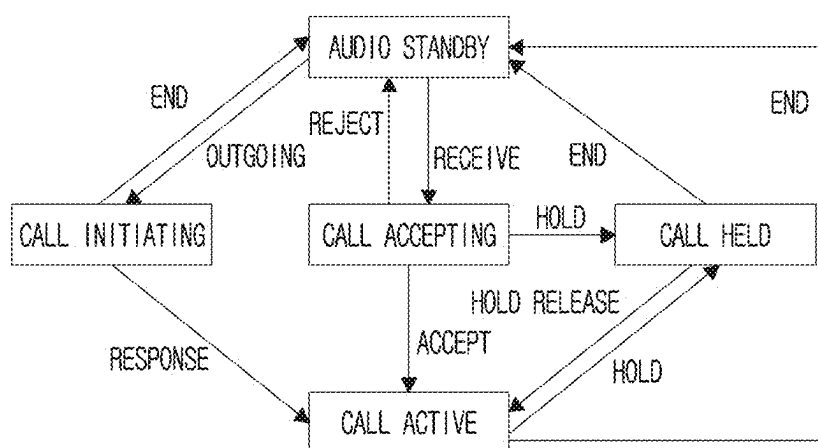 AUDIO STANDBY
END
END
REJECT
OUTGOING
RECEIVE
END
CALL INITIATING
CALL ACCEPTING
HOLD
CALL HELD
HOLD RELEASE
RESPONSE
ACCEPT
HOLD
CALL ACTIVE